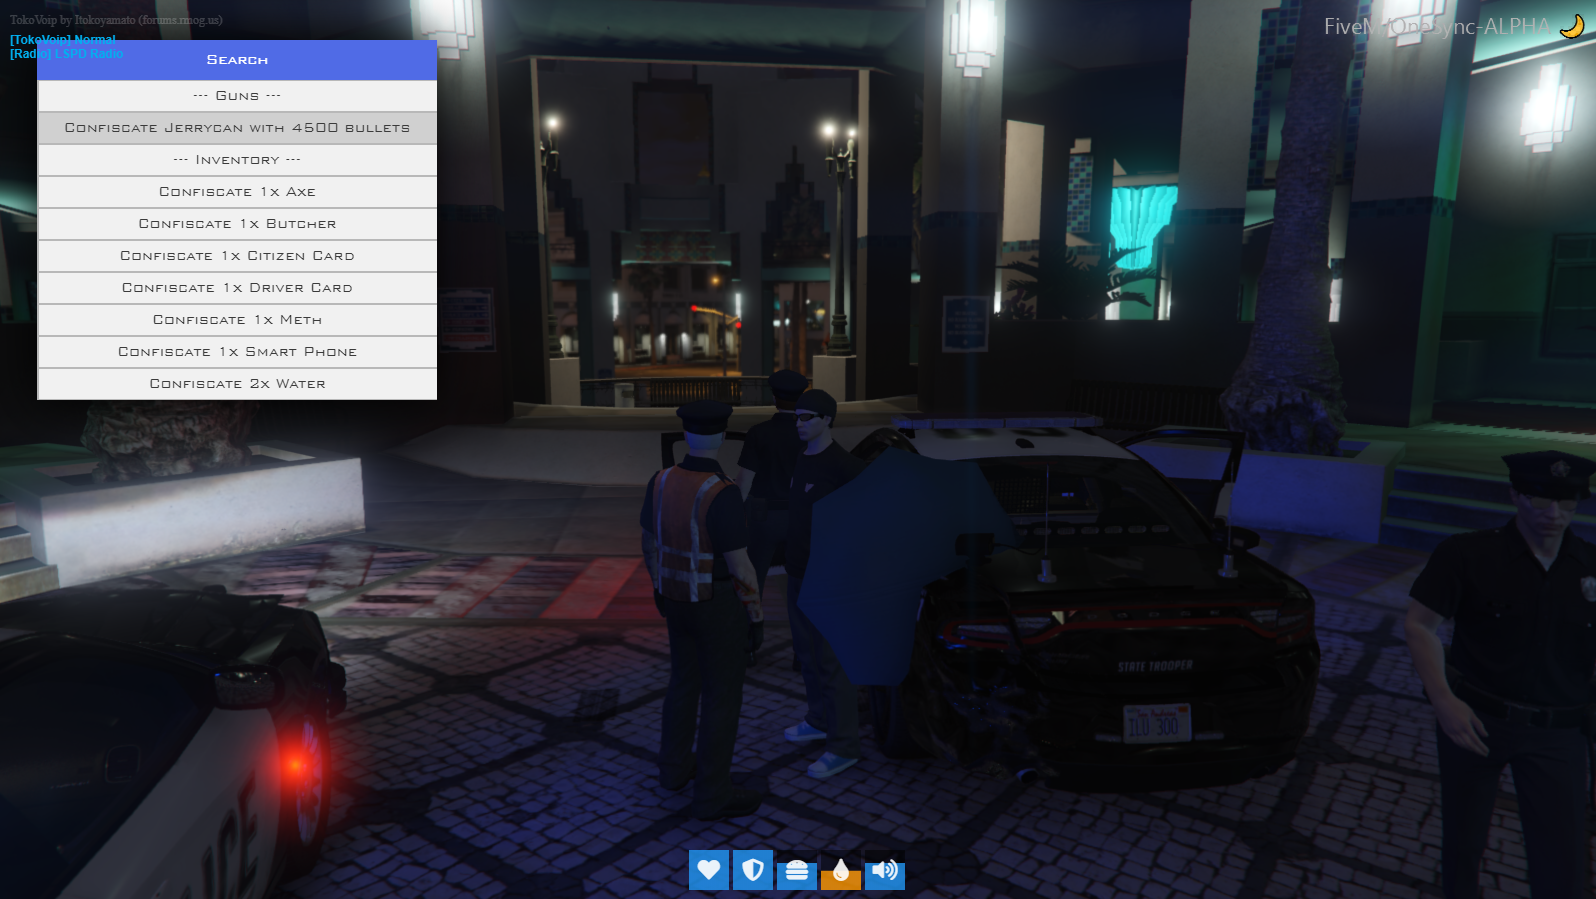 TokoVoip by Itokoyamato (forums.rmog.us)
[TokoVoip] Normal
[Radio] LSPD Radio
Search
--- Guns ---
Confiscate Jerrycan with 4500 bullets
--- Inventory ---
Confiscate 1x Axe
Confiscate 1x Butcher
Confiscate 1x Citizen Card
Confiscate 1x Driver Card
Confiscate 1x Meth
Confiscate 1x Smart Phone
Confiscate 2x Water
STATE TROOPER